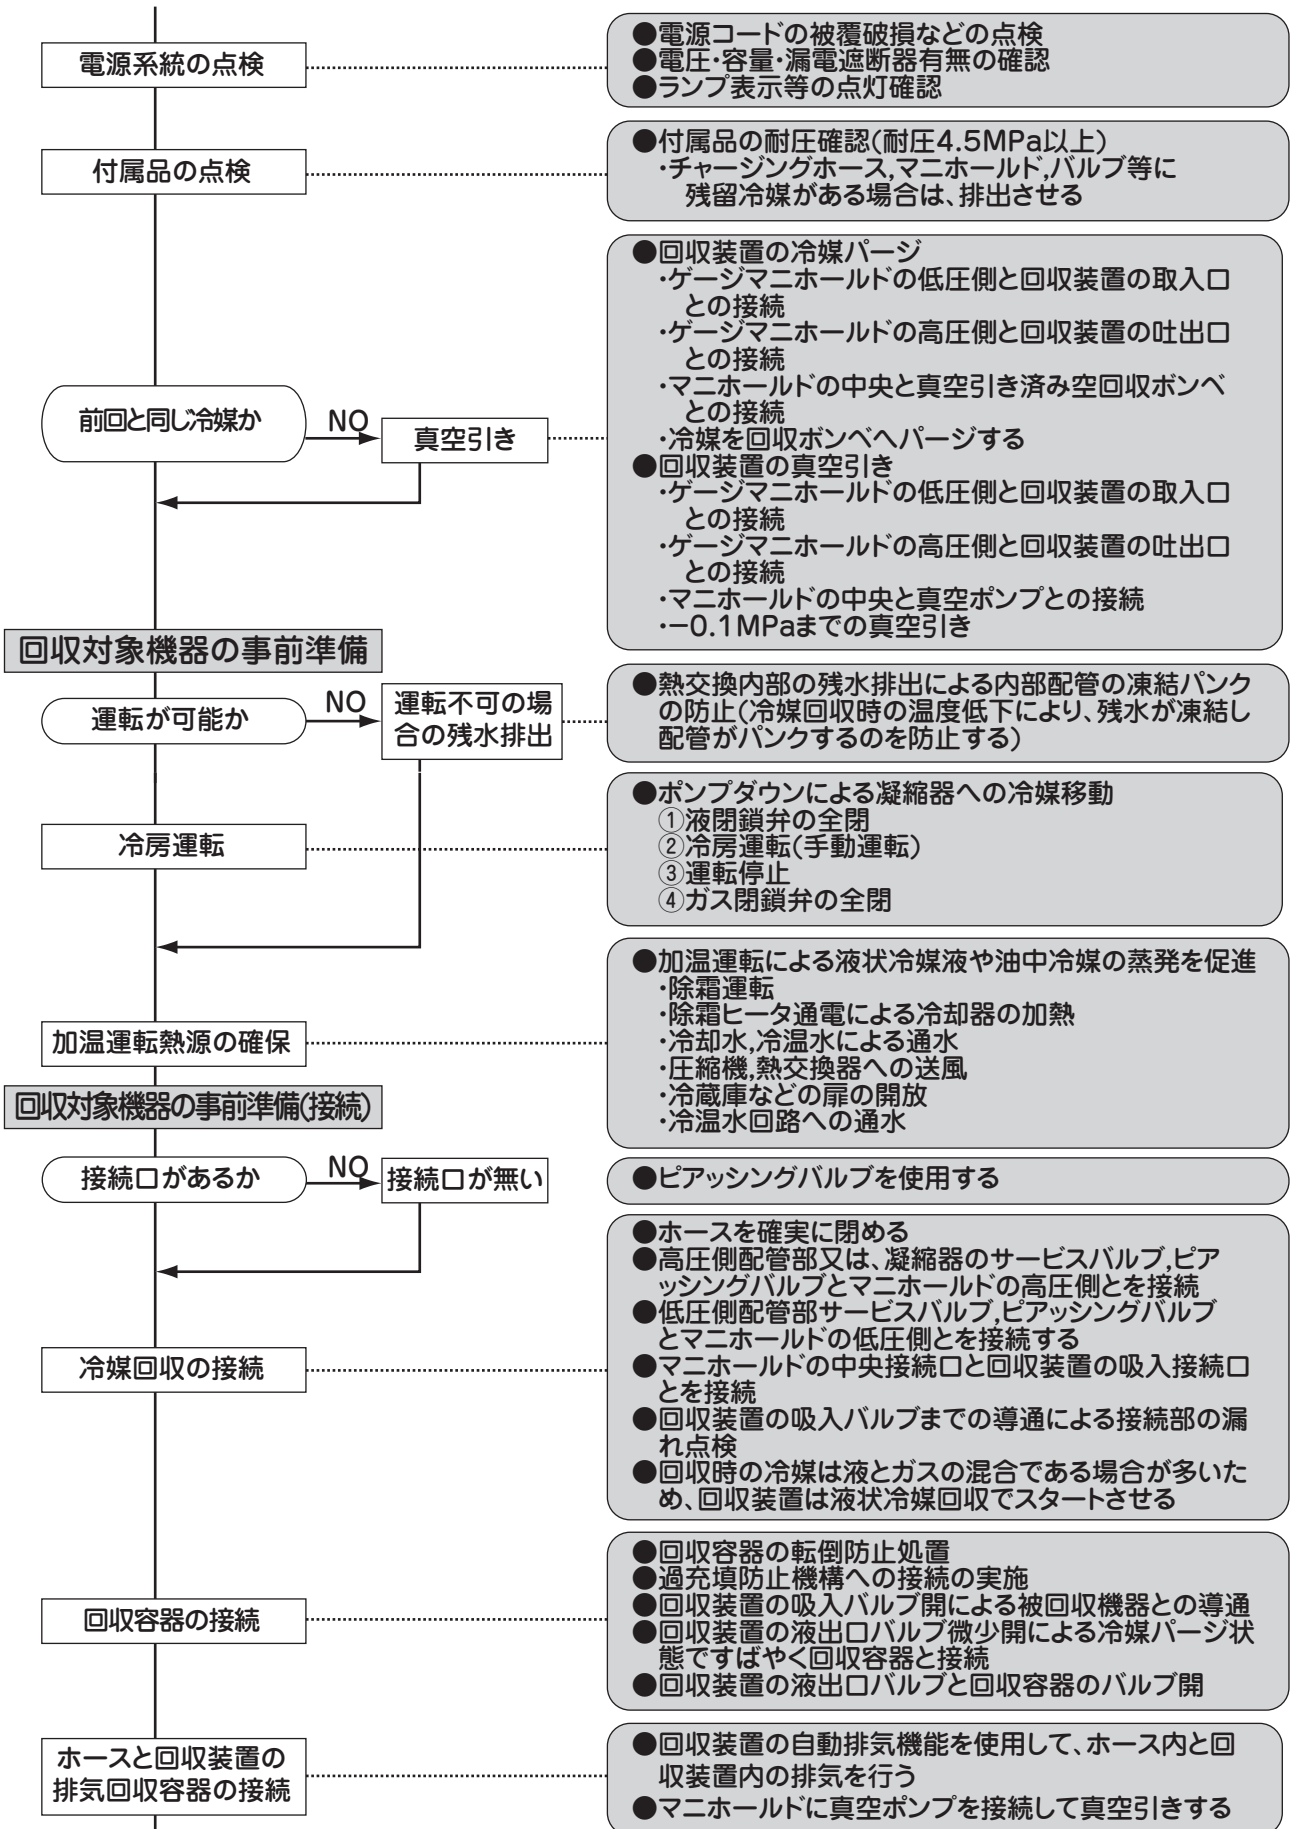 電源系統の点検
●電源コードの被覆破損などの点検
●電圧・容量・漏電遮断器有無の確認
●ランプ表示等の点灯確認
付属品の点検
●付属品の耐圧確認(耐圧4.5MPa以上)
・チャージングホース,マニホールド,バルブ等に
残留冷媒がある場合は、排出させる
前回と同じ冷媒か
NO
真空引き
●回収装置の冷媒パージ
・ゲージマニホールドの低圧側と回収装置の取入口
との接続
・ゲージマニホールドの高圧側と回収装置の吐出口
との接続
・マニホールドの中央と真空引き済み空回収ボンベ
との接続
・冷媒を回収ボンベへパージする
●回収装置の真空引き
・ゲージマニホールドの低圧側と回収装置の取入口
との接続
・ゲージマニホールドの高圧側と回収装置の吐出口
との接続
・マニホールドの中央と真空ポンプとの接続
・−0.1MPaまでの真空引き
回収対象機器の事前準備
運転が可能か
NO
運転不可の場
合の残水排出
●熱交換内部の残水排出による内部配管の凍結パンク
の防止(冷媒回収時の温度低下により、残水が凍結し
配管がパンクするのを防止する)
冷房運転
●ポンプダウンによる凝縮器への冷媒移動
①液閉鎖弁の全閉
②冷房運転(手動運転)
③運転停止
④ガス閉鎖弁の全閉
加温運転熱源の確保
●加温運転による液状冷媒液や油中冷媒の蒸発を促進
・除霜運転
・除霜ヒータ通電による冷却器の加熱
・冷却水,冷温水による通水
・圧縮機,熱交換器への送風
・冷蔵庫などの扉の開放
・冷温水回路への通水
回収対象機器の事前準備(接続)
接続口があるか
NO
接続口が無い
●ピアッシングバルブを使用する
冷媒回収の接続
●ホースを確実に閉める
●高圧側配管部又は、凝縮器のサービスバルブ,ピア
ッシングバルブとマニホールドの高圧側とを接続
●低圧側配管部サービスバルブ,ピアッシングバルブ
とマニホールドの低圧側とを接続する
●マニホールドの中央接続口と回収装置の吸入接続口
とを接続
●回収装置の吸入バルブまでの導通による接続部の漏
れ点検
●回収時の冷媒は液とガスの混合である場合が多いた
め、回収装置は液状冷媒回収でスタートさせる
回収容器の接続
●回収容器の転倒防止処置
●過充填防止機構への接続の実施
●回収装置の吸入バルブ開による被回収機器との導通
●回収装置の液出口バルブ微少開による冷媒パージ状
態ですばやく回収容器と接続
●回収装置の液出口バルブと回収容器のバルブ開
ホースと回収装置の
排気回収容器の接続
●回収装置の自動排気機能を使用して、ホース内と回
収装置内の排気を行う
●マニホールドに真空ポンプを接続して真空引きする